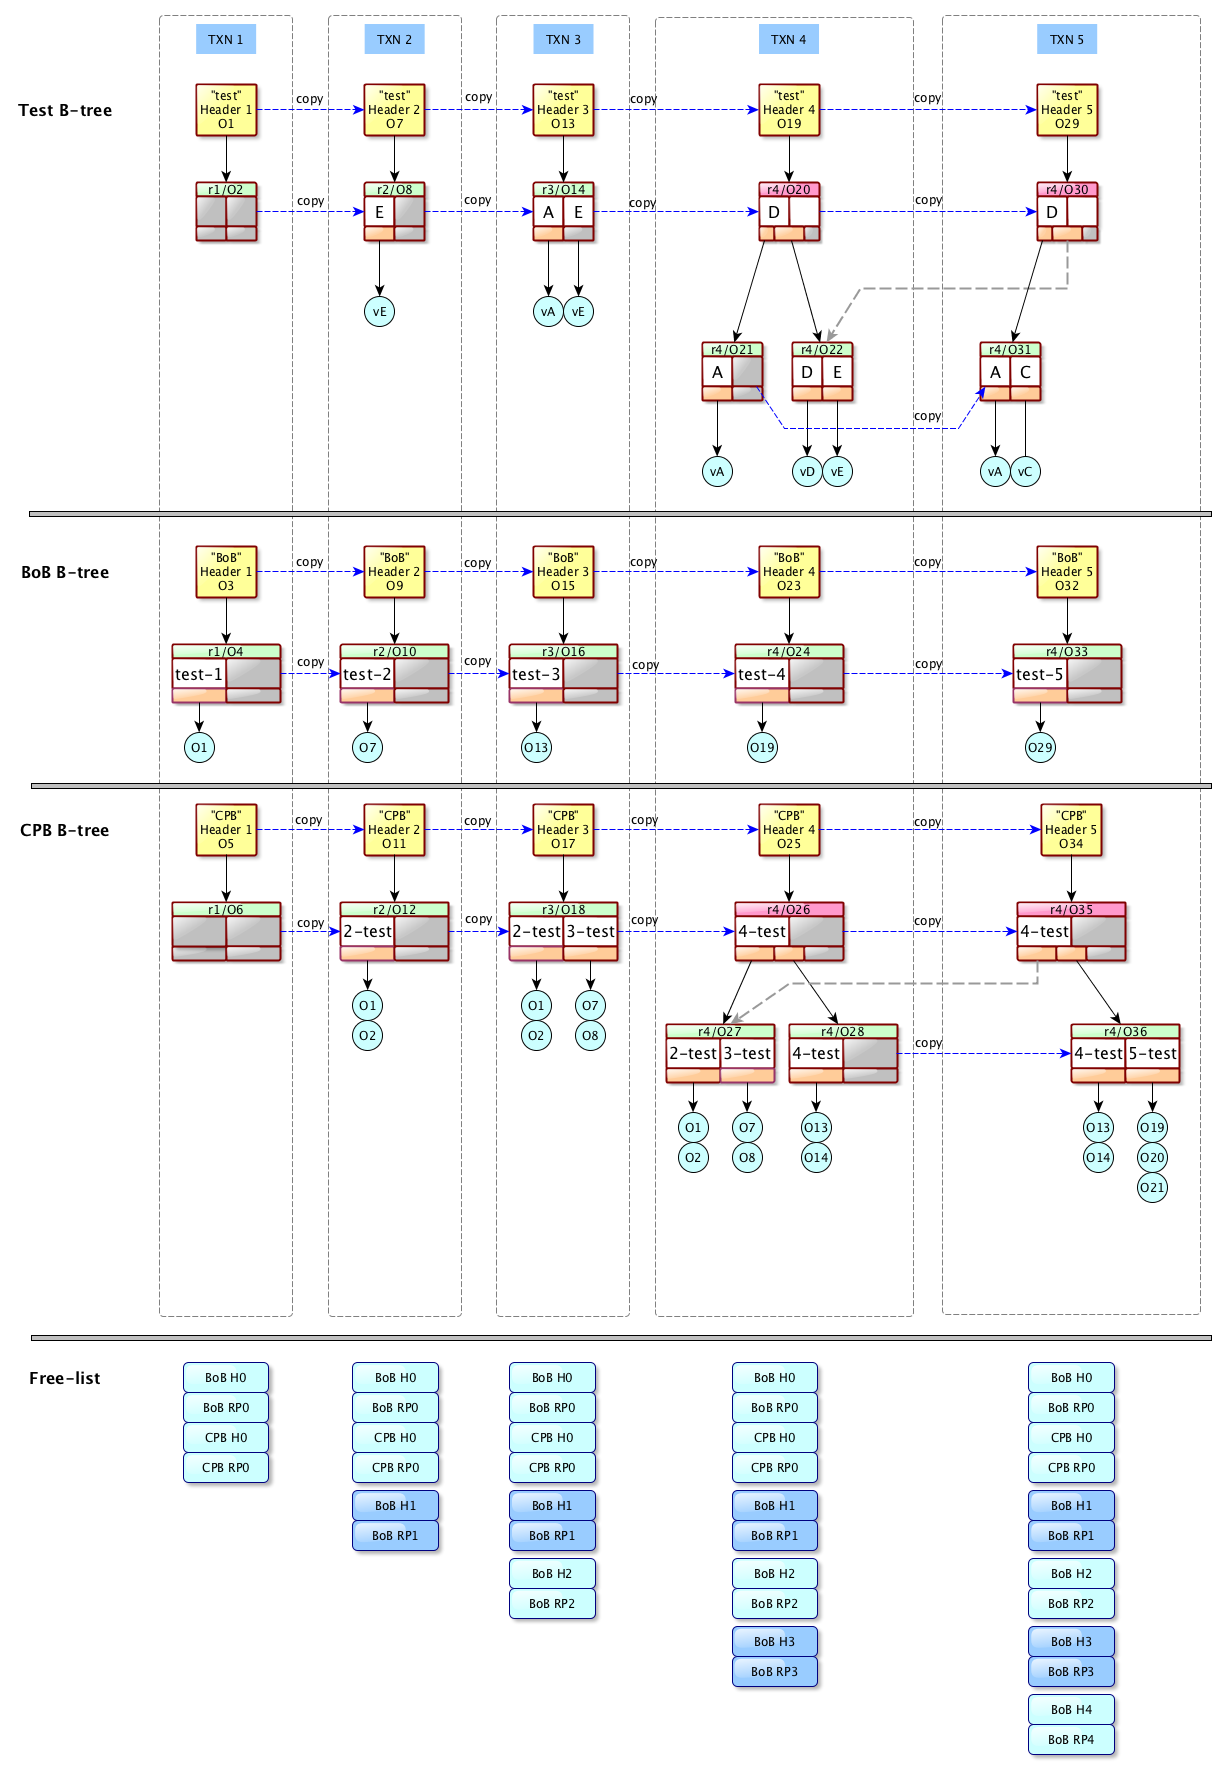 TXN 1
TXN 2
TXN 3
TXN 4
TXN 5
Test B-tree
"test"
Header 1
O1
copy
"test"
Header 2
O7
copy
"test"
Header 3
O13
copy
"test"
Header 4
O19
copy
"test"
Header 5
O29
r1/O2
copy
r2/O8
E
copy
r3/O14
A E
copy
r4/O20
D
copy
r4/O30
D
vE
vA
vE
r4/O21
A
r4/O22
D E
r4/O31
A C
copy
vA
vD
vE
vA
vC
BoB B-tree
"BoB"
Header 1
O3
copy
"BoB"
Header 2
O9
copy
"BoB"
Header 3
O15
copy
"BoB"
Header 4
O23
copy
"BoB"
Header 5
O32
r1/O4
test-1
copy
r2/O10
test-2
copy
r3/O16
test-3
copy
r4/O24
test-4
copy
r4/O33
test-5
O1
O7
O13
O19
O29
CPB B-tree
"CPB"
Header 1
O5
copy
"CPB"
Header 2
O11
copy
"CPB"
Header 3
O17
copy
"CPB"
Header 4
O25
copy
"CPB"
Header 5
O34
r1/O6
copy
r2/O12
2-test
copy
r3/O18
2-test 3-test
copy
r4/O26
4-test
copy
r4/O35
4-test
O1
O2
O1
O2
O7
O8
r4/O27
2-test 3-test
r4/O28
4-test
copy
r4/O36
4-test 5-test
O1
O2
O7
O8
O13
O14
O13
O14
O19
O20
O21
Free-list
BoB H0
BoB RP0
CPB H0
CPB RP0
BoB H0
BoB RP0
CPB H0
CPB RP0
BoB H1
BoB RP1
BoB H0
BoB RP0
CPB H0
CPB RP0
BoB H1
BoB RP1
BoB H2
BoB RP2
BoB H0
BoB RP0
CPB H0
CPB RP0
BoB H1
BoB RP1
BoB H2
BoB RP2
BoB H3
BoB RP3
BoB H0
BoB RP0
CPB H0
CPB RP0
BoB H1
BoB RP1
BoB H2
BoB RP2
BoB H3
BoB RP3
BoB H4
BoB RP4